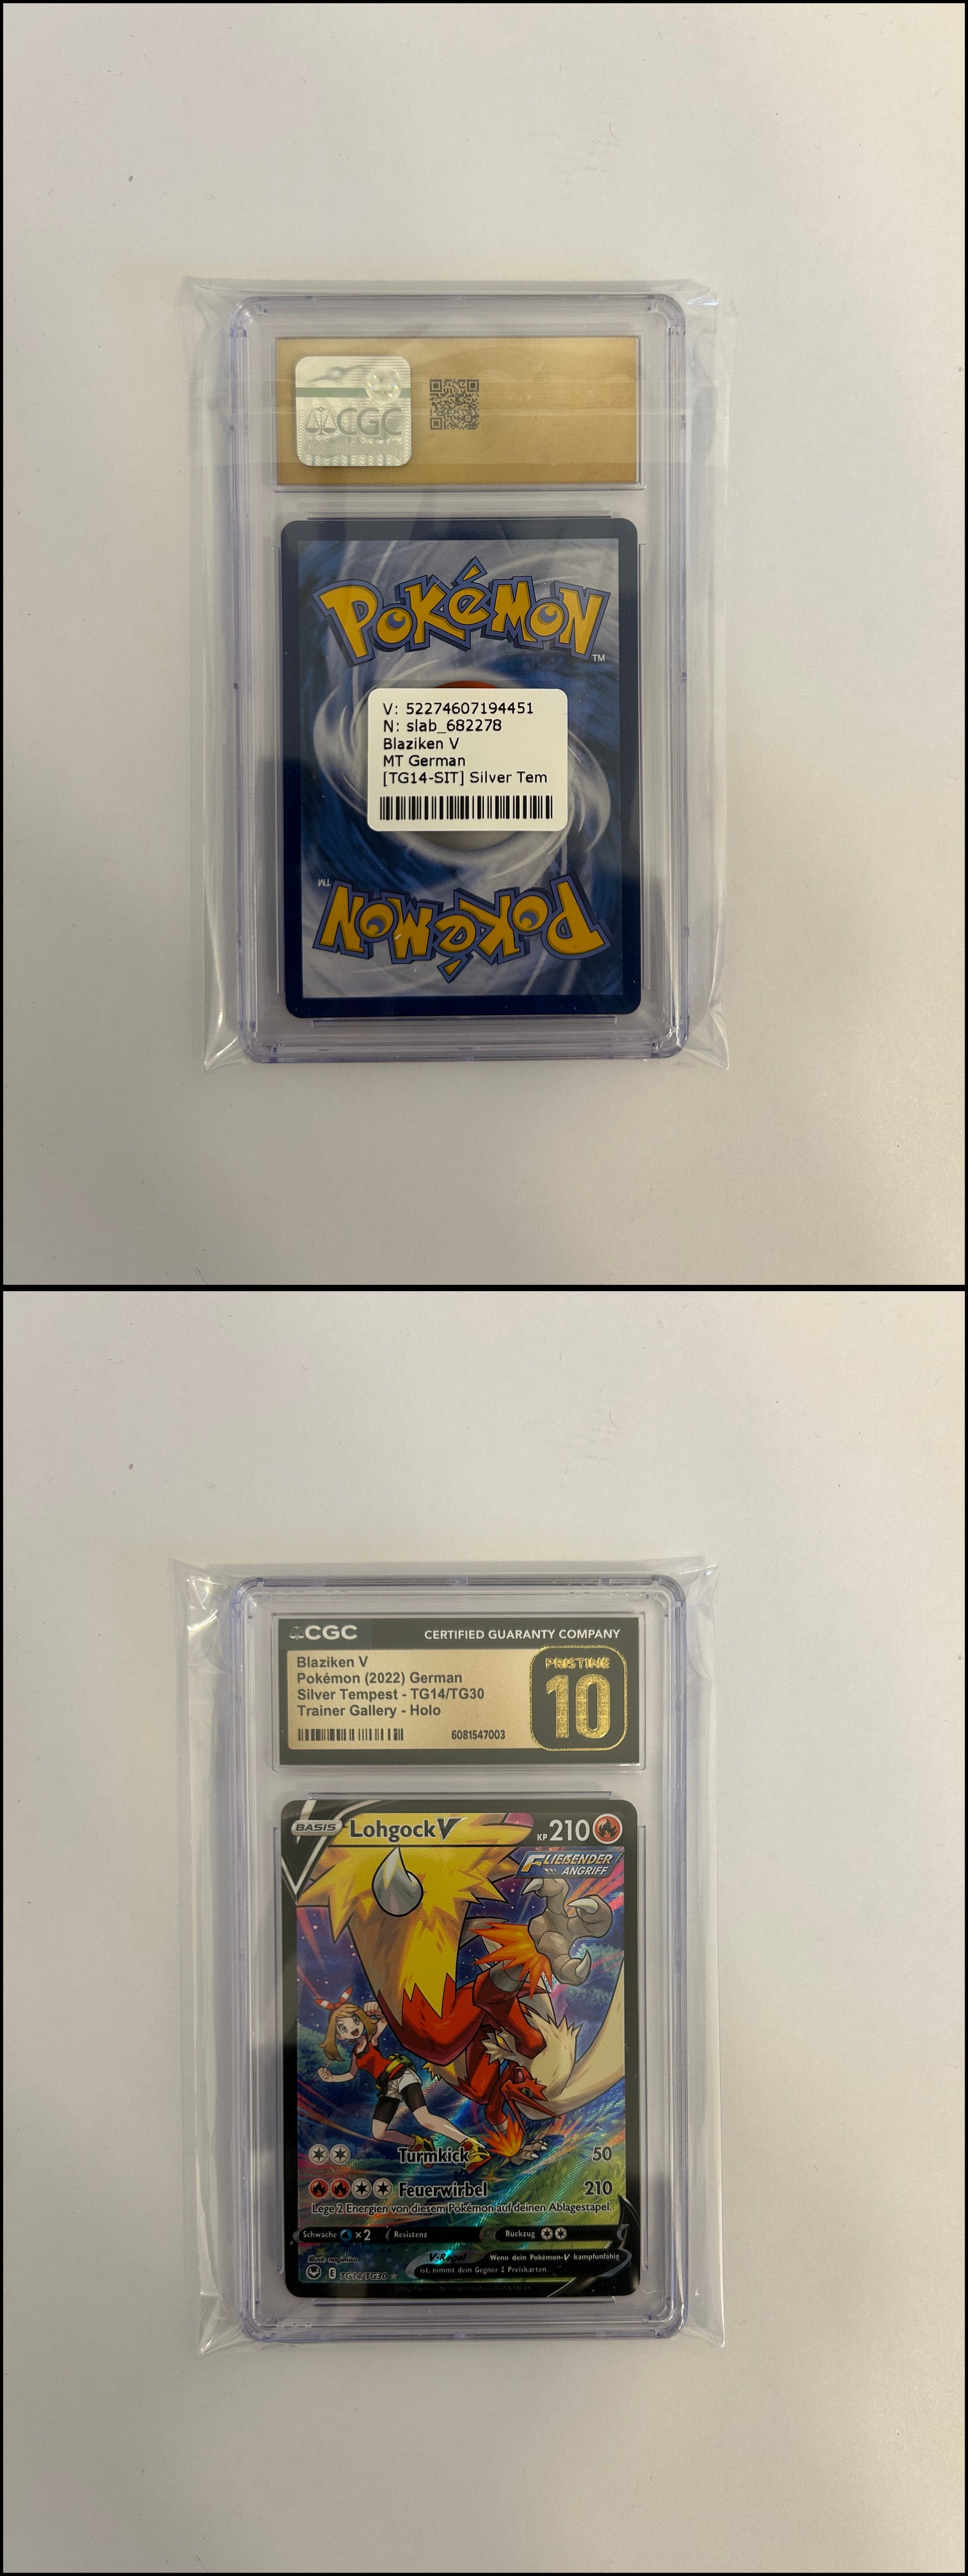 CGC
POKéMON
TM
V: 52274607194451
N: slab_682278
Blaziken V
MT German
[TG14-SIT] Silver Tem
POKéMON
TM
CGC
CERTIFIED GUARANTY COMPANY
Blaziken V
Pokémon (2022) German
Silver Tempest - TG14/TG30
Trainer Gallery - Holo
6081547003
PRISTINE
10
BASIS
Lohgock V
KP 210
FLIEßENDER
ANGRIFF
Turmkick 50
Feuerwirbel 210
Lege 2 Energien von diesem Pokémon auf deinen Ablagestapel.
Schwäche ×2 Resistenz Rückzug
V-Regel Wenn dein Pokémon-V kampfunfähig
ist, nimmt dein Gegner 2 Preiskarten.
E TG14/TG30